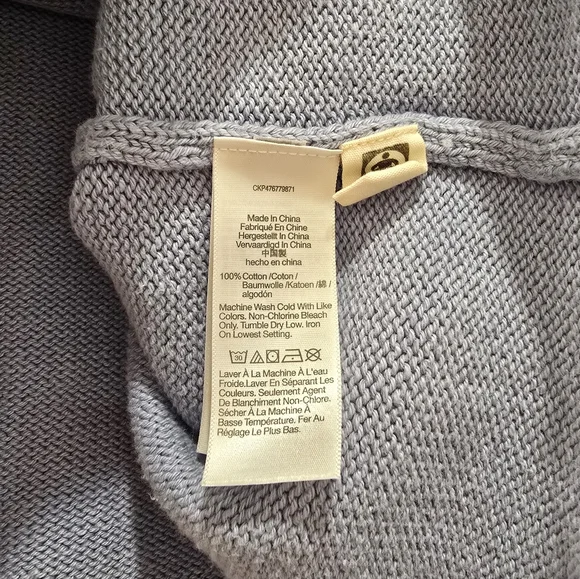 CKP476779871
Made In China
Fabriqué En Chine
Hergestellt In China
Vervaardigd In China
中国製
hecho en china
100% Cotton /Coton /
Baumwolle /Katoen /綿 /
algodón
Machine Wash Cold With Like
Colors. Non-Chlorine Bleach
Only. Tumble Dry Low. Iron
On Lowest Setting.
30
Laver À La Machine À L'eau
Froide.Laver En Séparant Les
Couleurs. Seulement Agent
De Blanchiment Non-Chlore.
Sécher À La Machine À
Basse Température. Fer Au
Réglage Le Plus Bas.